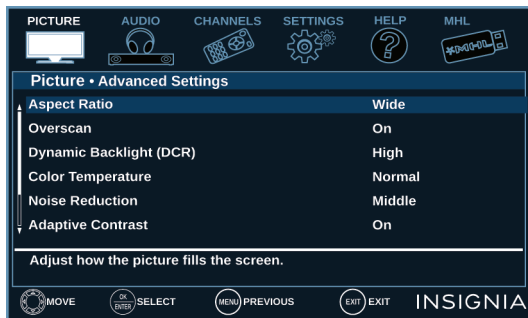 PICTURE AUDIO CHANNELS SETTINGS HELP MHL
MHL
Picture • Advanced Settings
Aspect Ratio Wide
Overscan On
Dynamic Backlight (DCR) High
Color Temperature Normal
Noise Reduction Middle
Adaptive Contrast On
Adjust how the picture fills the screen.
MOVE OK ENTER SELECT MENU PREVIOUS EXIT EXIT INSIGNIA